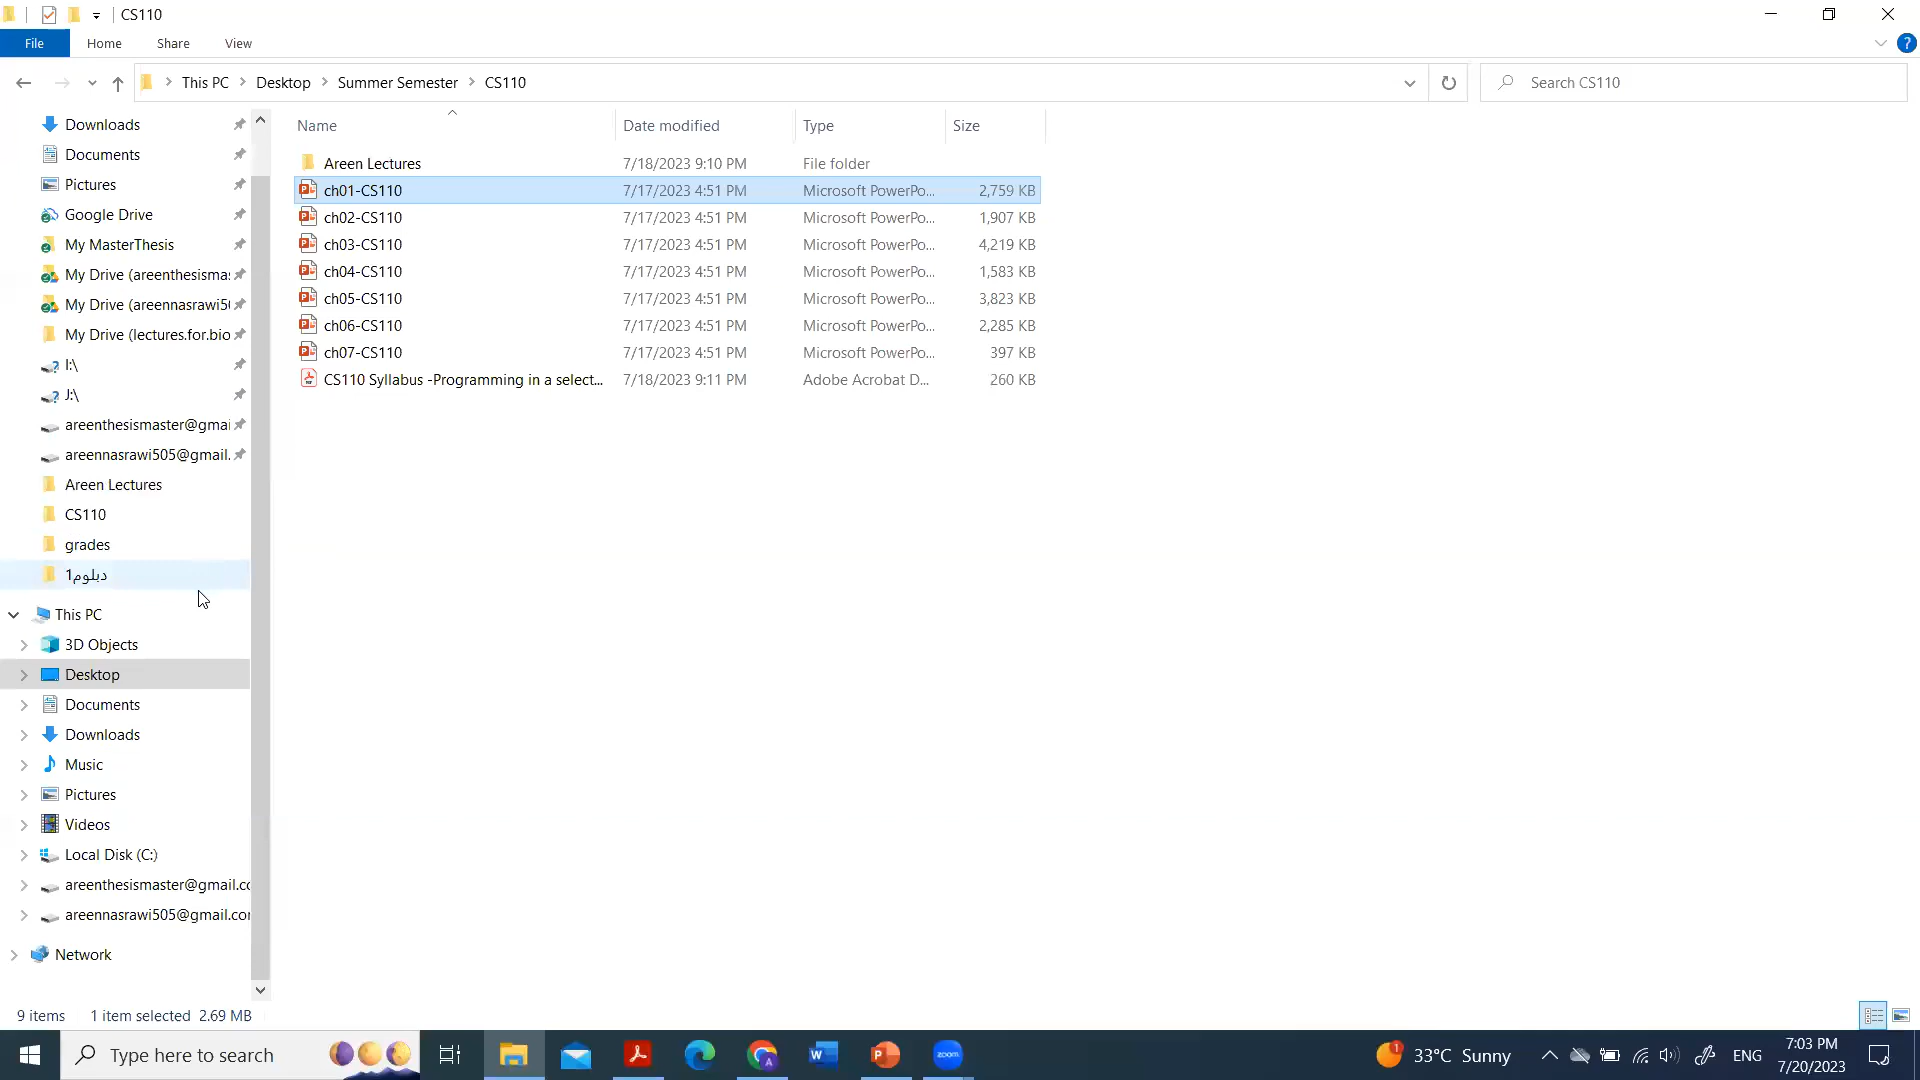 CS110
File Home Share View
This PC Desktop Summer Semester CS110
Search CS110
Name Date modified Type Size
Areen Lectures 7/18/2023 9:10 PM File folder
ch01-CS110 7/17/2023 4:51 PM Microsoft PowerPo... 2,759 KB
ch02-CS110 7/17/2023 4:51 PM Microsoft PowerPo... 1,907 KB
ch03-CS110 7/17/2023 4:51 PM Microsoft PowerPo... 4,219 KB
ch04-CS110 7/17/2023 4:51 PM Microsoft PowerPo... 1,583 KB
ch05-CS110 7/17/2023 4:51 PM Microsoft PowerPo... 3,823 KB
ch06-CS110 7/17/2023 4:51 PM Microsoft PowerPo... 2,285 KB
ch07-CS110 7/17/2023 4:51 PM Microsoft PowerPo... 397 KB
CS110 Syllabus -Programming in a select... 7/18/2023 9:11 PM Adobe Acrobat D... 260 KB
Downloads
Documents
Pictures
Google Drive
My MasterThesis
My Drive (areenthesisma
My Drive (areennasrawi5
My Drive (lectures.for.bio
I:\
J:\
areenthesismaster@gmai
areennasrawi505@gmail.
Areen Lectures
CS110
grades
دبلوم1
This PC
3D Objects
Desktop
Documents
Downloads
Music
Pictures
Videos
Local Disk (C:)
areenthesismaster@gmail.co
areennasrawi505@gmail.co
Network
9 items 1 item selected 2.69 MB
Type here to search
zoom
1
33°C Sunny
ENG
7:03 PM
7/20/2023